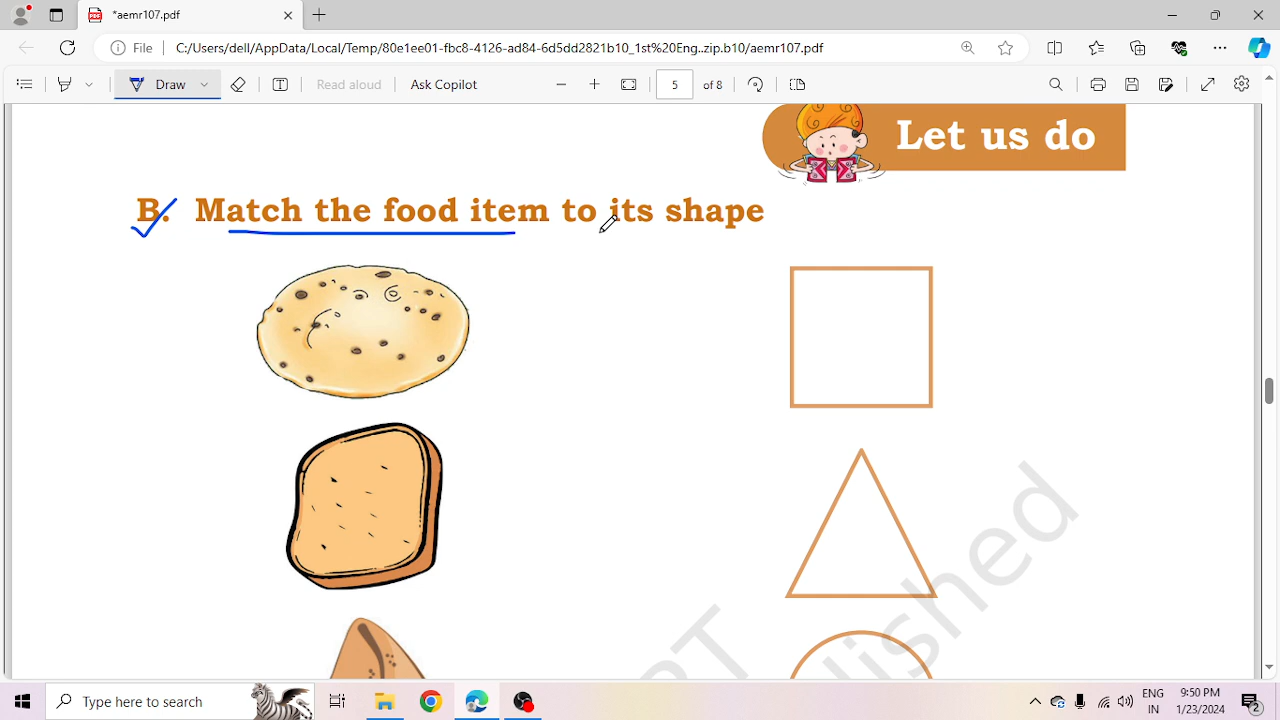 *aemr107.pdf
File
C:/Users/dell/AppData/Local/Temp/80e1ee01-fbc8-4126-ad84-6d5dd2821b10_1st%20Eng..zip.b10/aemr107.pdf
Draw
Read aloud
Ask Copilot
5
of 8
Let us do
B. Match the food item to its shape
lished
Type here to search
ENG
IN
9:50 PM
1/23/2024
2